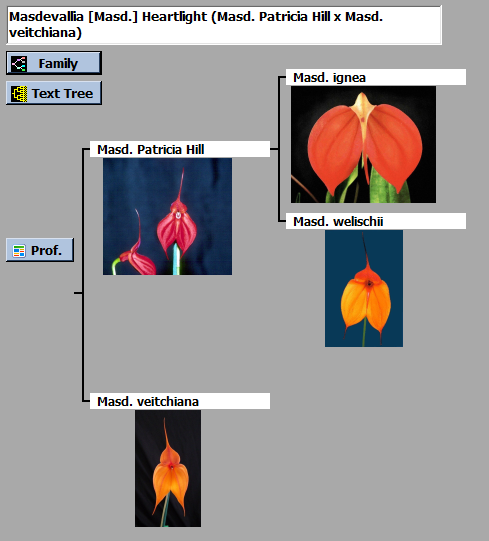 Masdevallia [Masd.] Heartlight (Masd. Patricia Hill x Masd.
veitchiana)
Family
Text Tree
Masd. ignea
Masd. Patricia Hill
Masd. welischii
Prof.
Masd. veitchiana